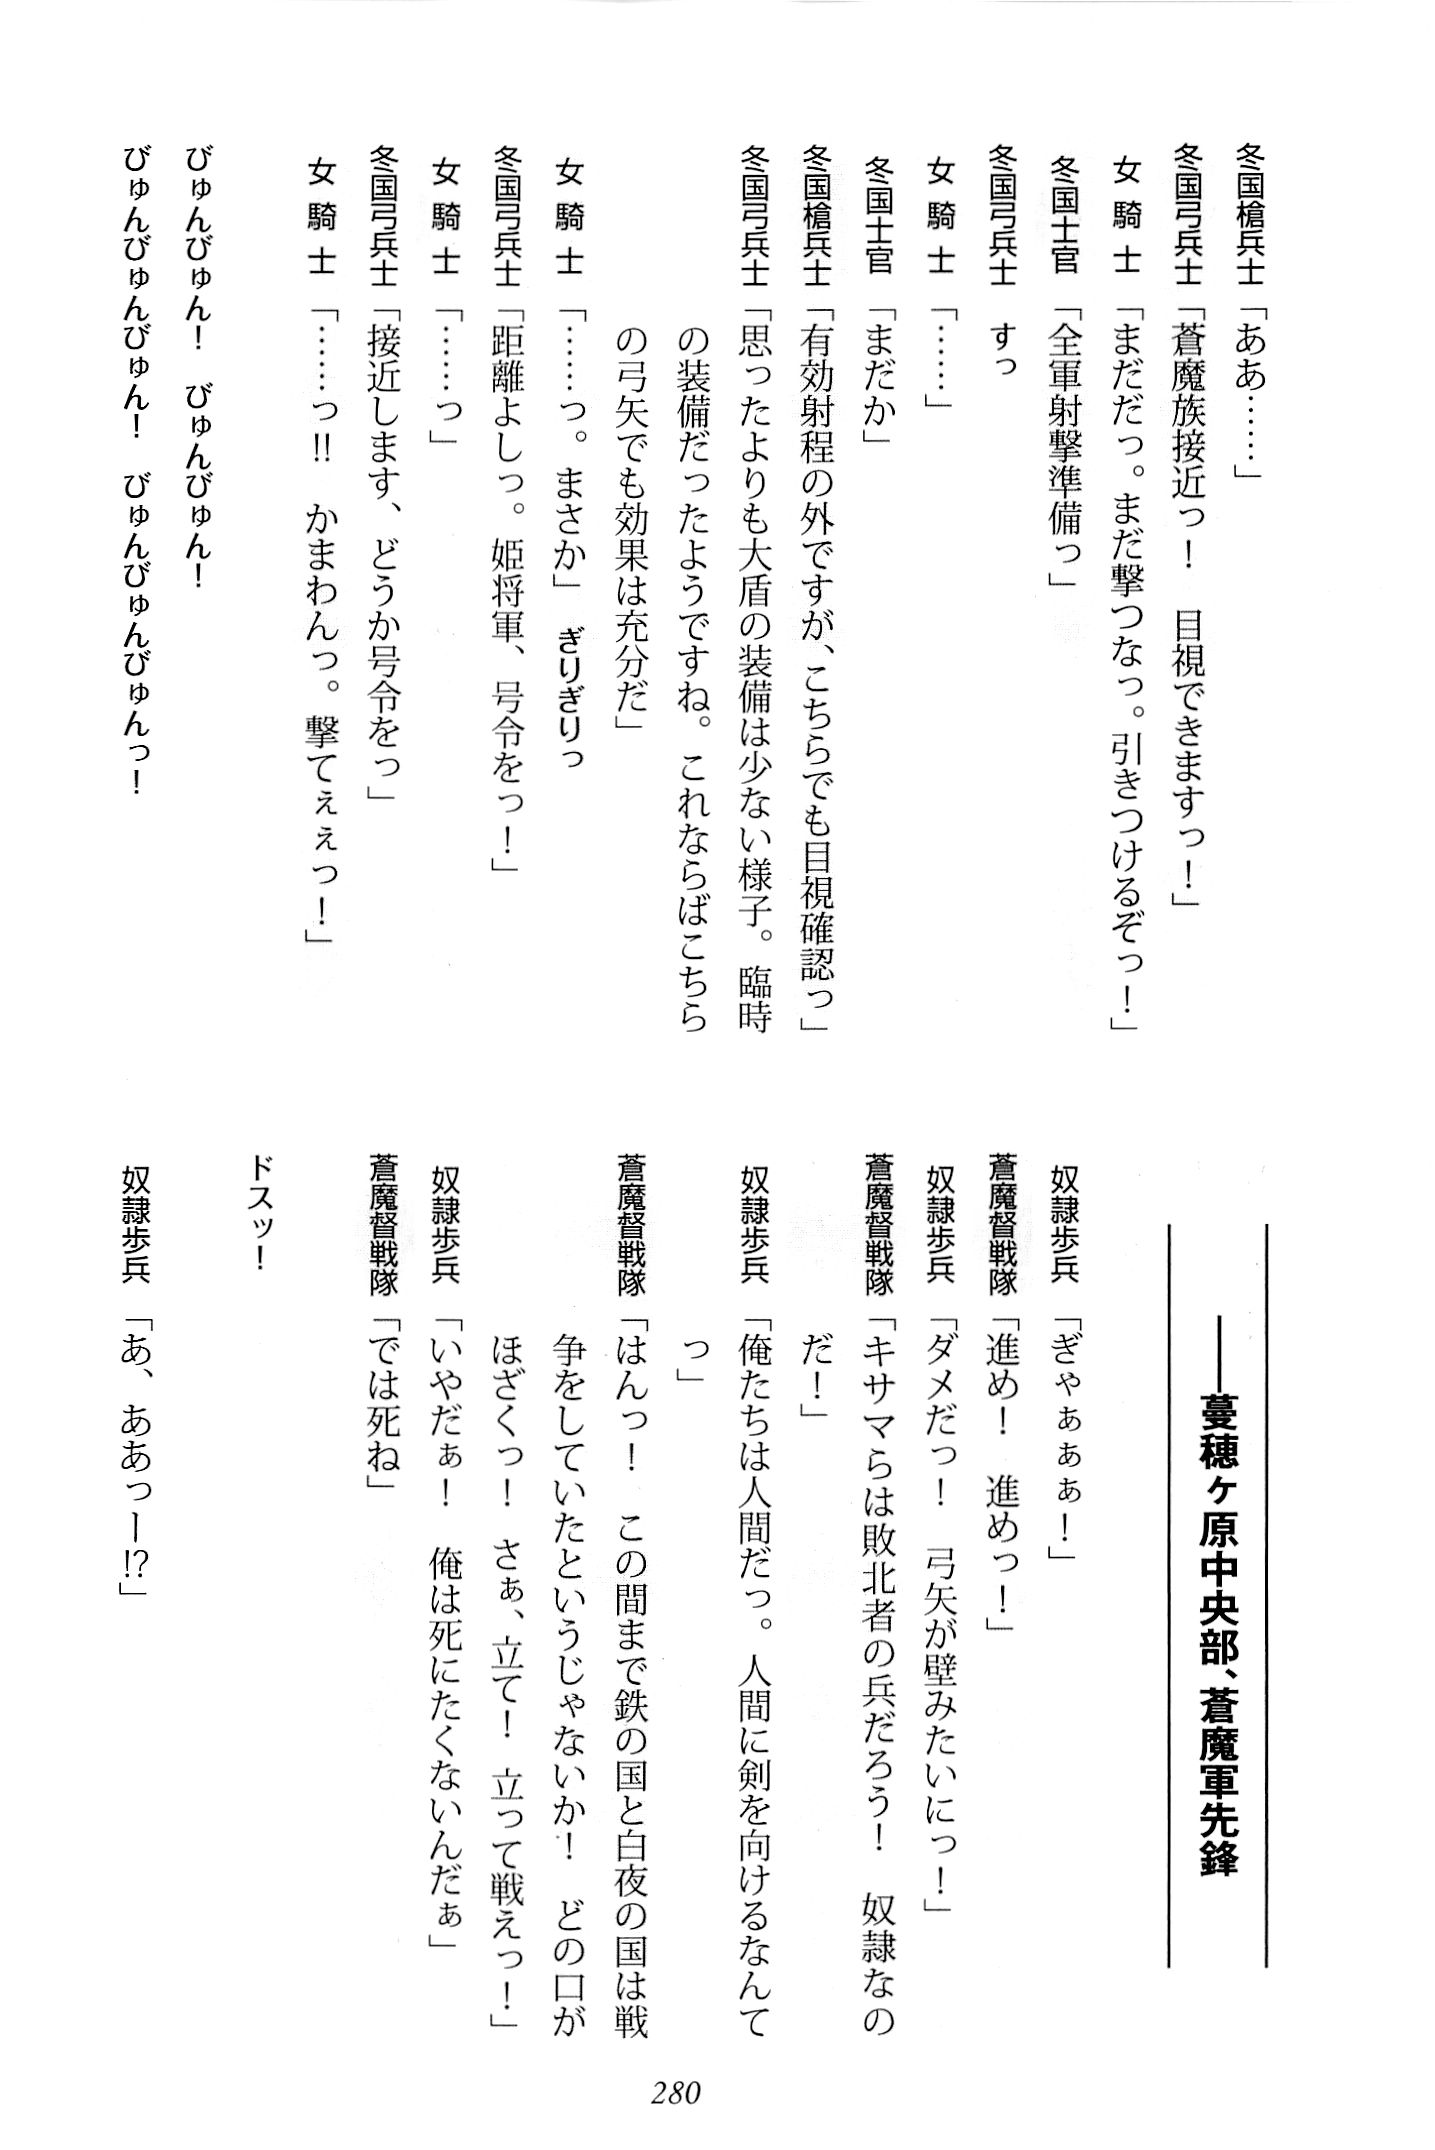 冬国槍兵士「ああ……」
冬国弓兵士「蒼魔族接近っ！　目視できますっ！」
女騎士「まだだっ。まだ撃つなっ。引きつけるぞっ！」
冬国士官「全軍射撃準備っ」
冬国弓兵士　すっ
女騎士「……」
冬国士官「まだか」
冬国槍兵士「有効射程の外ですが、こちらでも目視確認っ」
冬国弓兵士「思ったよりも大盾の装備は少ない様子。臨時
の装備だったようですね。これならばこちら
の弓矢でも効果は充分だ」
女騎士「……っ。まさか」　ぎりぎりっ
冬国弓兵士「距離よしっ。姫将軍、号令をっ！」
女騎士「……っ」
冬国弓兵士「接近します、どうか号令をっ」
女騎士「……っ!!　かまわんっ。撃てぇぇっ！」
びゅんびゅん！　びゅんびゅん！
びゅんびゅんびゅん！　びゅんびゅんびゅんっ！
――蔓穂ヶ原中央部、蒼魔軍先鋒
奴隷歩兵「ぎゃぁぁぁ！」
蒼魔督戦隊「進め！　進めっ！」
奴隷歩兵「ダメだっ！　弓矢が壁みたいにっ！」
蒼魔督戦隊「キサマらは敗北者の兵だろう！　奴隷なの
だ！」
奴隷歩兵「俺たちは人間だっ。人間に剣を向けるなんて
っ」
蒼魔督戦隊「はんっ！　この間まで鉄の国と白夜の国は戦
争をしていたというじゃないか！　どの口が
ほざくっ！　さぁ、立て！　立って戦えっ！」
奴隷歩兵「いやだぁ！　俺は死にたくないんだぁ」
蒼魔督戦隊「では死ね」
ドスッ！
奴隷歩兵「あ、ああっー!?」
280